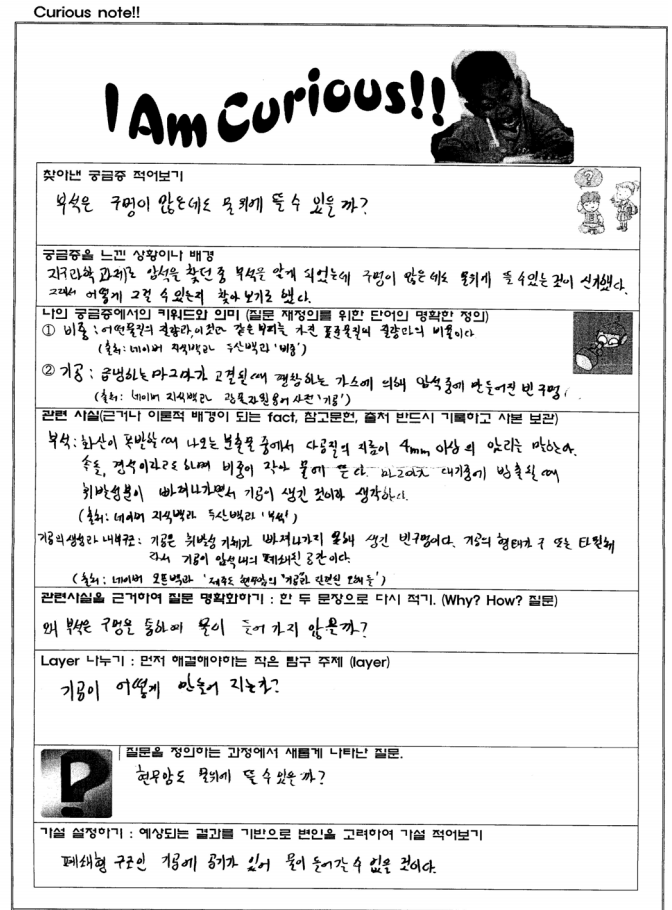 Curious note!!
I Am Curious!!
찾아낸 궁금증 적어보기
부석은 구멍이 많은데도 물 위에 뜰 수 있을까?
궁금증을 느낀 상황이나 배경
지구과학 과제로 암석을 찾던 중 부석을 알게 되었는데 구멍이 많은데도 물위에 뜰 수 있는 것이 신기했다.
그래서 어떻게 그럴 수 있는지 찾아 보기로 했다.
나의 궁금증에서의 키워드와 의미 (질문 재정의를 위한 단어의 명확한 정의)
① 비중 : 어떤물질의 질량과, 이것과 같은 부피를 가진 표준물질의 질량과의 비율이다
(출처: 네이버 지식백과 두산백과 '비중')
② 기공 : 급냉하는 마그마가 고결될 때 팽창하는 가스에 의해 암석중에 만들어진 빈구멍.
(출처: 네이버 지식백과 광물자원용어사전 '기공')
관련 사실(근거나 이론적 배경이 되는 fact, 참고문헌, 출처 반드시 기록하고 사본 보관)
부석 : 화산이 폭발할 때 나오는 분출물 중에서 다공질의 지름이 4mm 이상의 암괴를 말한다.
속돌, 경석이라고도 하며 비중이 작아 물에 뜬다. 마그마가 대기중에 방출될 때
휘발성분이 빠져나가면서 기공이 생긴 것이라 생각하다.
(출처: 네이버 지식백과 두산백과 '부석')
기공의 생성과 내부구조 : 기공은 휘발성 기체가 빠져나가지 못해 생긴 빈구멍이다. 기공의 형태가 구 또는 타원체
라서 기공이 암석내의 폐쇄된 공간이다.
(출처: 네이버 오픈백과 '제주도 현무암의 "기공"과 관련된 오해들')
관련사실을 근거하여 질문 명확화하기 : 한 두 문장으로 다시 적기. (Why? How? 질문)
왜 부석은 구멍을 통하여 물이 들어가지 않을까?
Layer 나누기 : 먼저 해결해야하는 작은 탐구 주제 (layer)
기공이 어떻게 만들어 지는가?
질문을 정의하는 과정에서 새롭게 나타난 질문.
현무암도 물위에 뜰 수 있을까?
가설 설정하기 : 예상되는 결과를 기반으로 변인을 고려하여 가설 적어보기
폐쇄형 구조인 기공에 공기가 있어 물이 들어갈 수 없을 것이다.